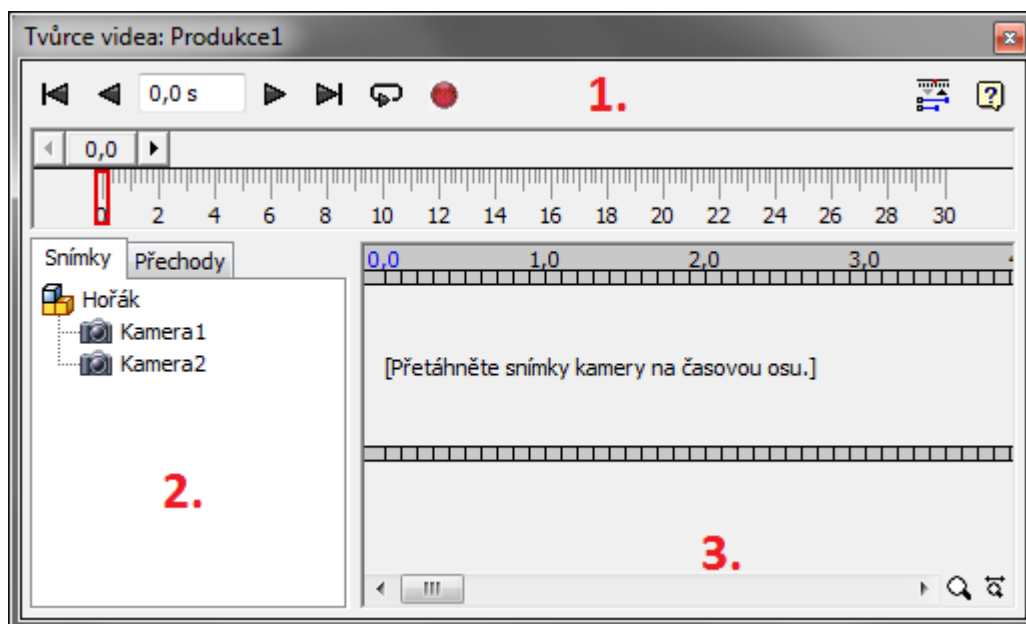 Tvůrce videa: Produkce1
0,0 s
1.
0,0
0 2 4 6 8 10 12 14 16 18 20 22 24 26 28 30
Snímky Přechody
Hořák
Kamera1
Kamera2
2.
0,0 1,0 2,0 3,0
[Přetáhněte snímky kamery na časovou osu.]
3.